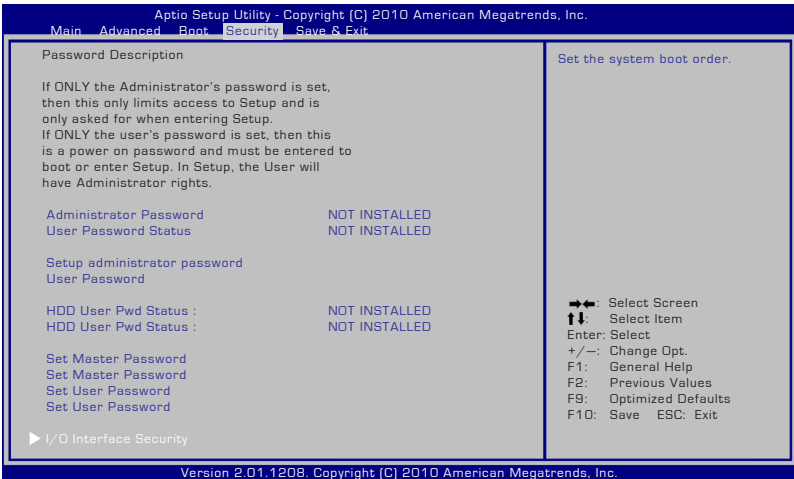 Aptio Setup Utility - Copyright (C) 2010 American Megatrends, Inc.
Main Advanced Boot Security Save & Exit
Password Description
If ONLY the Administrator's password is set,
then this only limits access to Setup and is
only asked for when entering Setup.
If ONLY the user's password is set, then this
is a power on password and must be entered to
boot or enter Setup. In Setup, the User will
have Administrator rights.
Administrator Password NOT INSTALLED
User Password Status NOT INSTALLED
Setup administrator password
User Password
HDD User Pwd Status : NOT INSTALLED
HDD User Pwd Status : NOT INSTALLED
Set Master Password
Set Master Password
Set User Password
Set User Password
▶ I/O Interface Security
Set the system boot order.
➡⬅: Select Screen
⬆⬇: Select Item
Enter: Select
+/—: Change Opt.
F1: General Help
F2: Previous Values
F9: Optimized Defaults
F10: Save ESC: Exit
Version 2.01.1208. Copyright (C) 2010 American Megatrends, Inc.